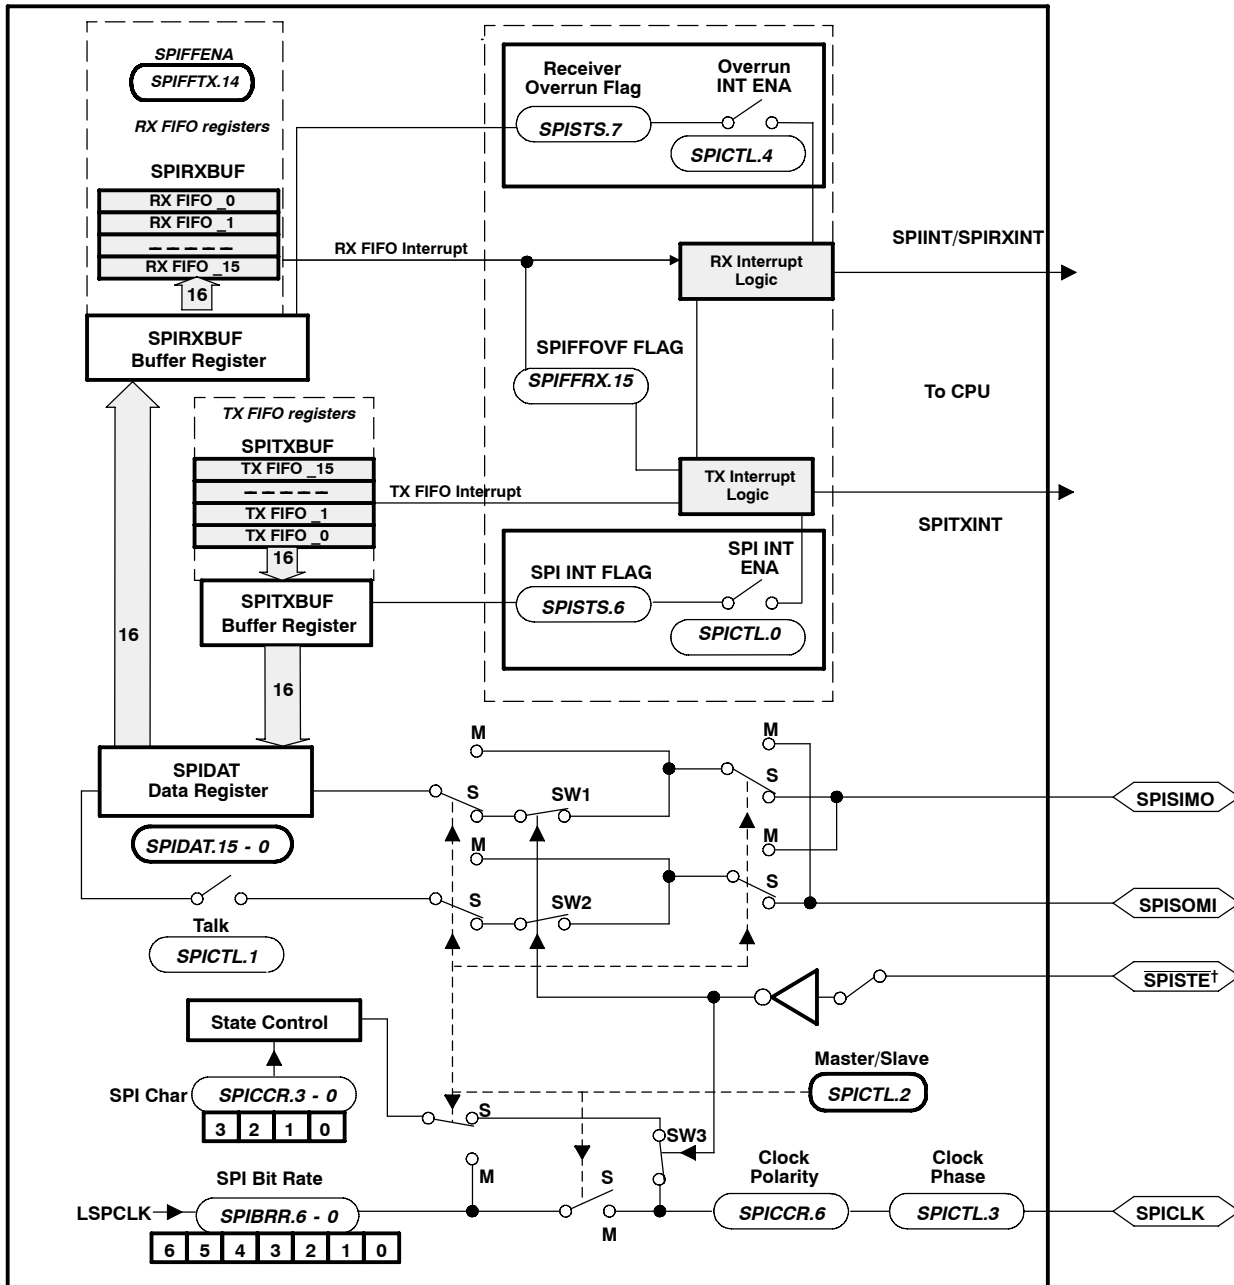 SPIFFENA
SPIFFTX.14
RX FIFO registers
SPIRXBUF
RX FIFO _0
RX FIFO _1
-----
RX FIFO _15
16
SPIRXBUF
Buffer Register
Receiver
Overrun Flag
SPISTS.7
Overrun
INT ENA
SPICTL.4
RX FIFO Interrupt
RX Interrupt
Logic
SPIINT/SPIRXINT
SPIFFOVF FLAG
SPIFFRX.15
To CPU
TX FIFO registers
SPITXBUF
TX FIFO _15
-----
TX FIFO _1
TX FIFO _0
16
TX FIFO Interrupt
TX Interrupt
Logic
SPITXINT
SPITXBUF
Buffer Register
SPI INT FLAG
SPISTS.6
SPI INT
ENA
SPICTL.0
16
16
SPIDAT
Data Register
SPIDAT.15 - 0
M
S
SW1
M
S
SPISIMO
M
S
SW2
M
S
SPISOMI
Talk
SPICTL.1
SPISTE†
State Control
Master/Slave
SPICTL.2
SPI Char
SPICCR.3 - 0
3 2 1 0
S
SW3
M
SPI Bit Rate
LSPCLK
SPIBRR.6 - 0
6 5 4 3 2 1 0
S
M
Clock
Polarity
SPICCR.6
Clock
Phase
SPICTL.3
SPICLK